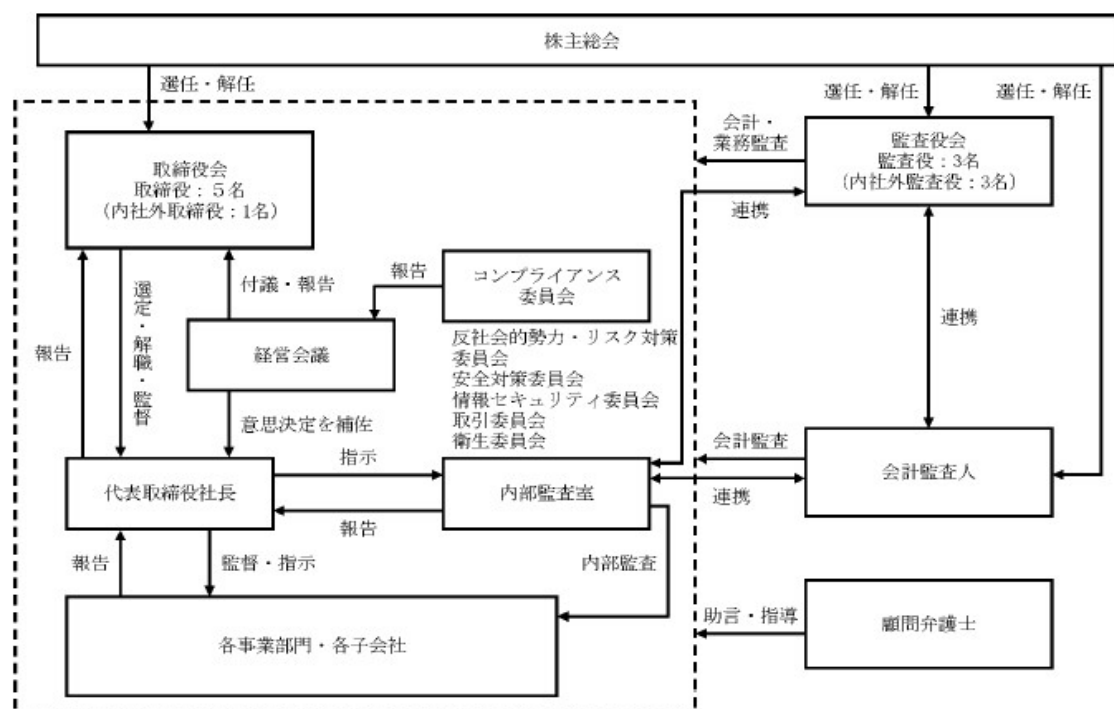 株主総会
選任・解任
選任・解任
選任・解任
取締役会
取締役：５名
（内社外取締役：1名）
会計・
業務監査
監査役会
監査役：3名
（内社外監査役：3名）
連携
報告
選定・解職・監督
付議・報告
報告
コンプライアンス
委員会
反社会的勢力・リスク対策
委員会
安全対策委員会
情報セキュリティ委員会
取引委員会
衛生委員会
経営会議
意思決定を補佐
連携
代表取締役社長
指示
報告
内部監査室
会計監査
連携
会計監査人
報告
監督・指示
内部監査
各事業部門・各子会社
助言・指導
顧問弁護士